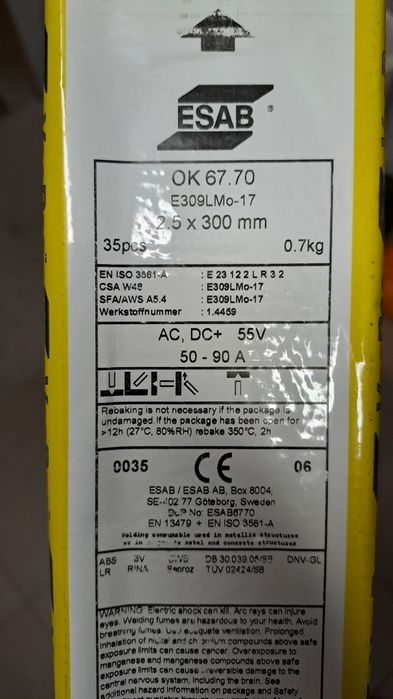 ESAB ®
OK 67.70
E309LMo-17
2.5 x 300 mm
35pcs 0.7kg
EN ISO 3581-A : E 23 12 2 L R 3 2
CSA W48 : E309LMo-17
SFA/AWS A5.4 : E309LMo-17
Werkstoffnummer : 1.4459
AC, DC+ 55V
50 - 90 A
Rebaking is not necessary if the package is
undamaged. If the package has been open for
>12h (27°C, 80%RH) rebake 350°C, 2h
0035 CE 06
ESAB / ESAB AB, Box 8004,
SE-402 77 Göteborg, Sweden
DoP No: ESAB6770
EN 13479 + EN ISO 3581-A
Welding consumable used in metallic structures
or in metal and concrete structures
ABS BV DB 30.039.05/SB DNV-GL
LR RINA Seproz TÜV 02424/SB
WARNING Electric shock can kill. Arc rays can injure
eyes. Welding fumes are hazardous to your health. Avoid
breathing fumes. Use adequate ventilation. Prolonged
inhalation of nickel and chromium compounds above safe
exposure limits can cause cancer. Overexposure to
manganese and manganese compounds above safe
exposure limits can cause irreversible damage to the
central nervous system, including the brain. See
additional hazard information on package and Safety